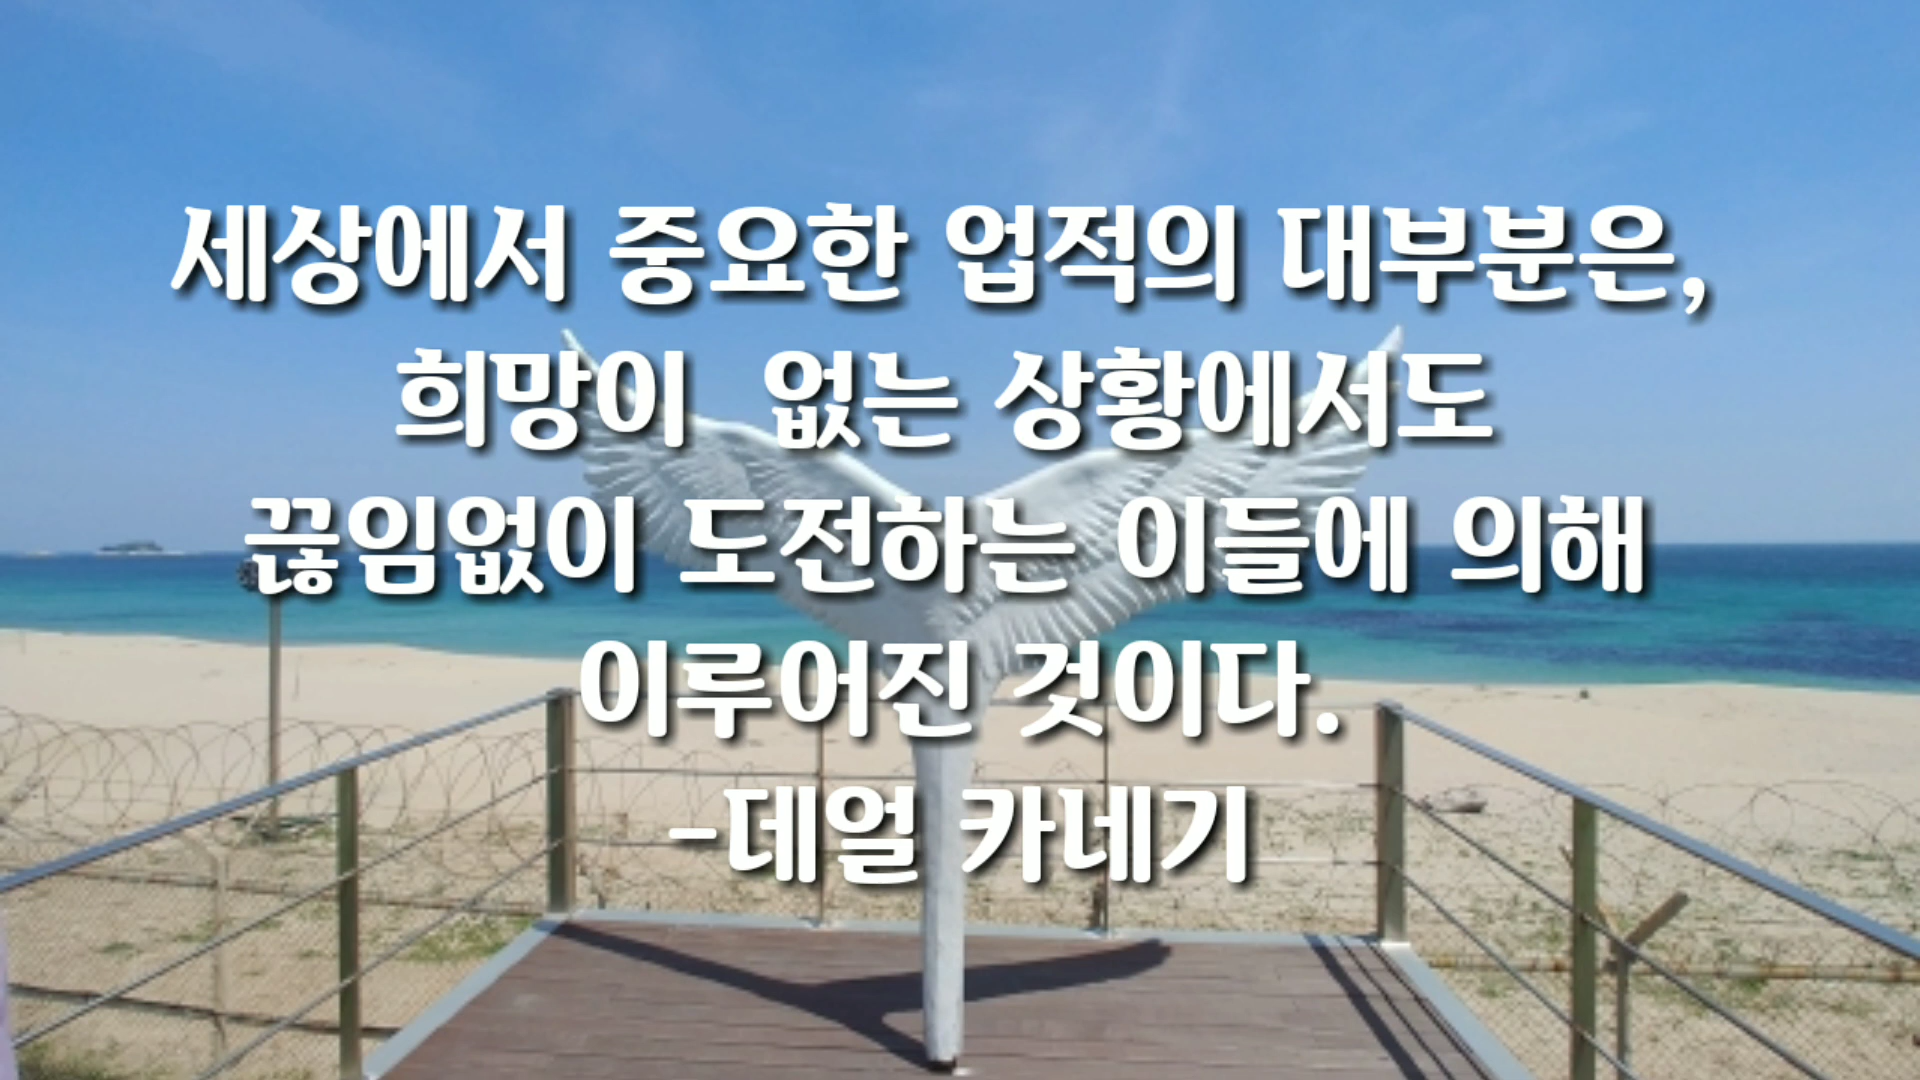 세상에서 중요한 업적의 대부분은,
희망이 없는 상황에서도
끊임없이 도전하는 이들에 의해
이루어진 것이다.
-데얼 카네기